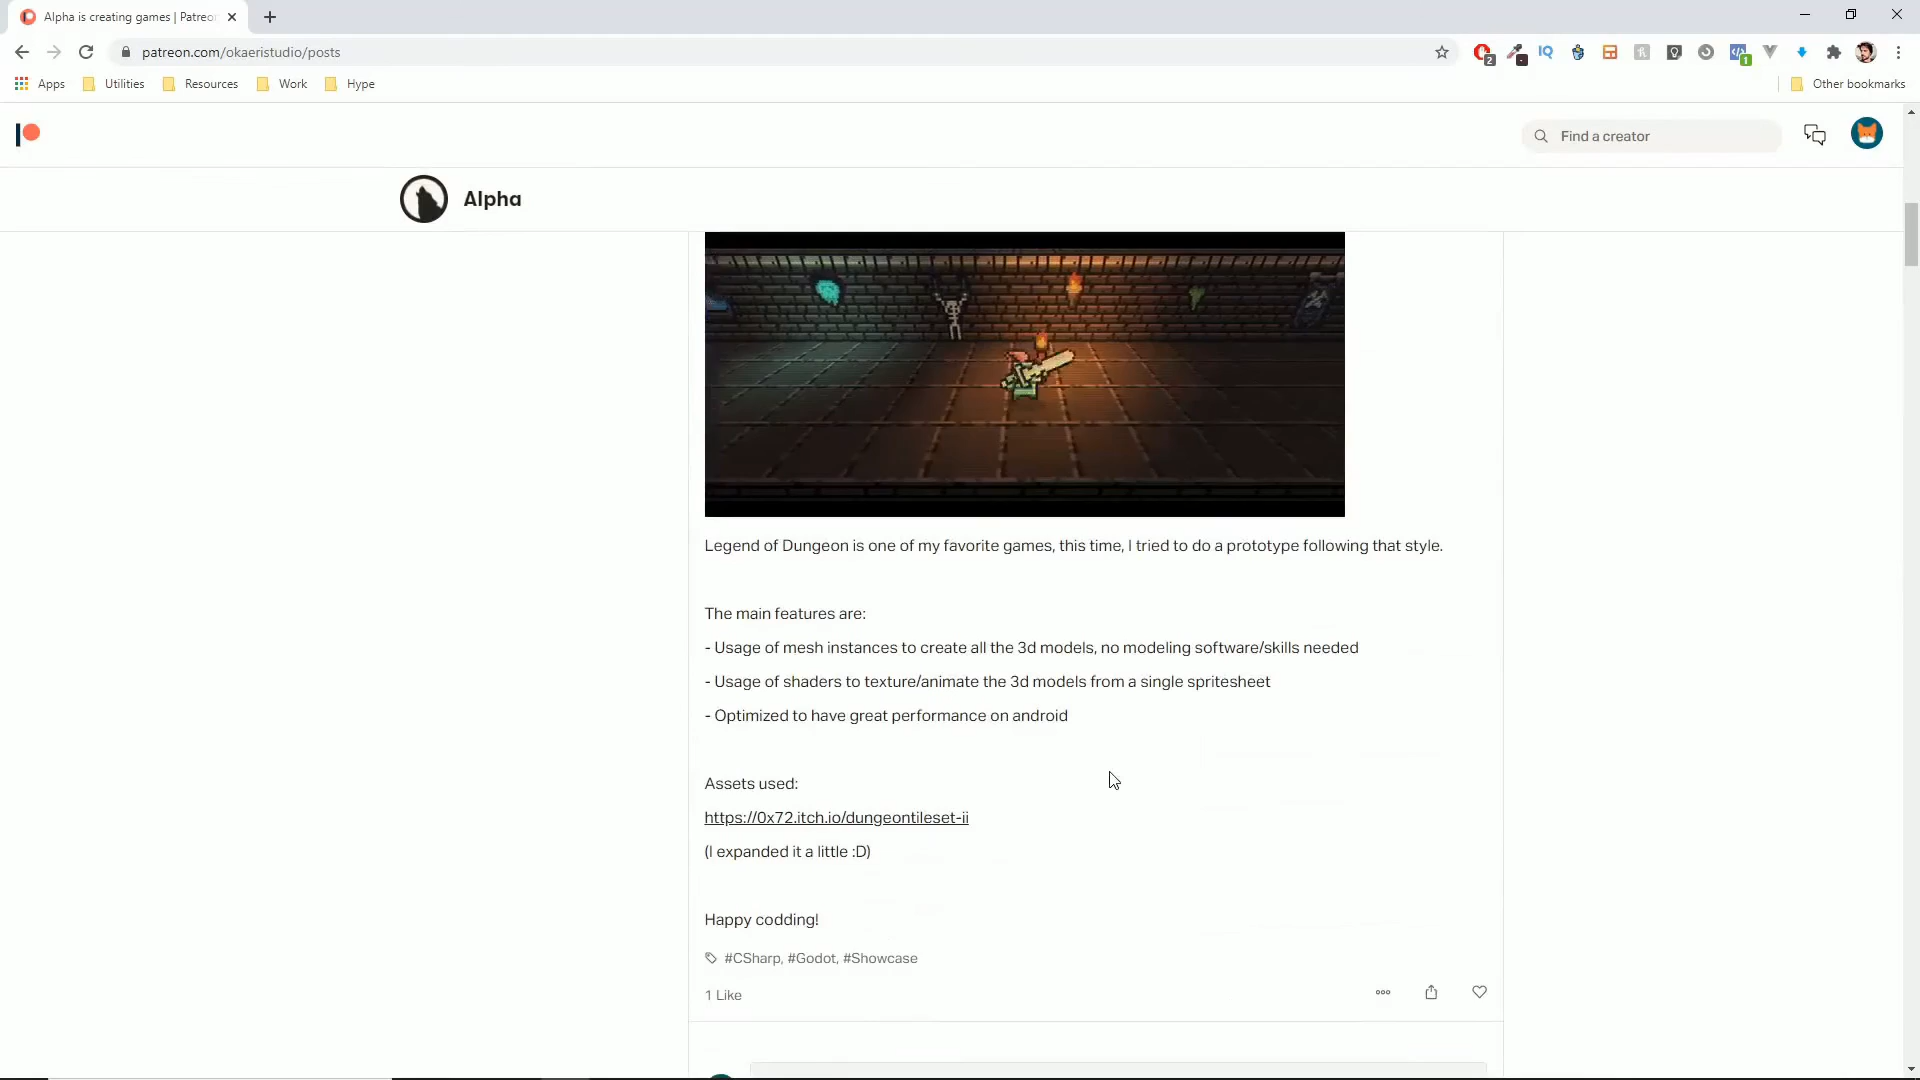 Alpha is creating games | Patreo
patreon.com/okaeristudio/posts
IQ
2
1
Apps
Utilities
Resources
Work
Hype
Other bookmarks
Find a creator
Alpha
Legend of Dungeon is one of my favorite games, this time, I tried to do a prototype following that style.
The main features are:
- Usage of mesh instances to create all the 3d models, no modeling software/skills needed
- Usage of shaders to texture/animate the 3d models from a single spritesheet
- Optimized to have great performance on android
Assets used:
https://0x72.itch.io/dungeontileset-ii
(I expanded it a little :D)
Happy codding!
#CSharp, #Godot, #Showcase
1 Like